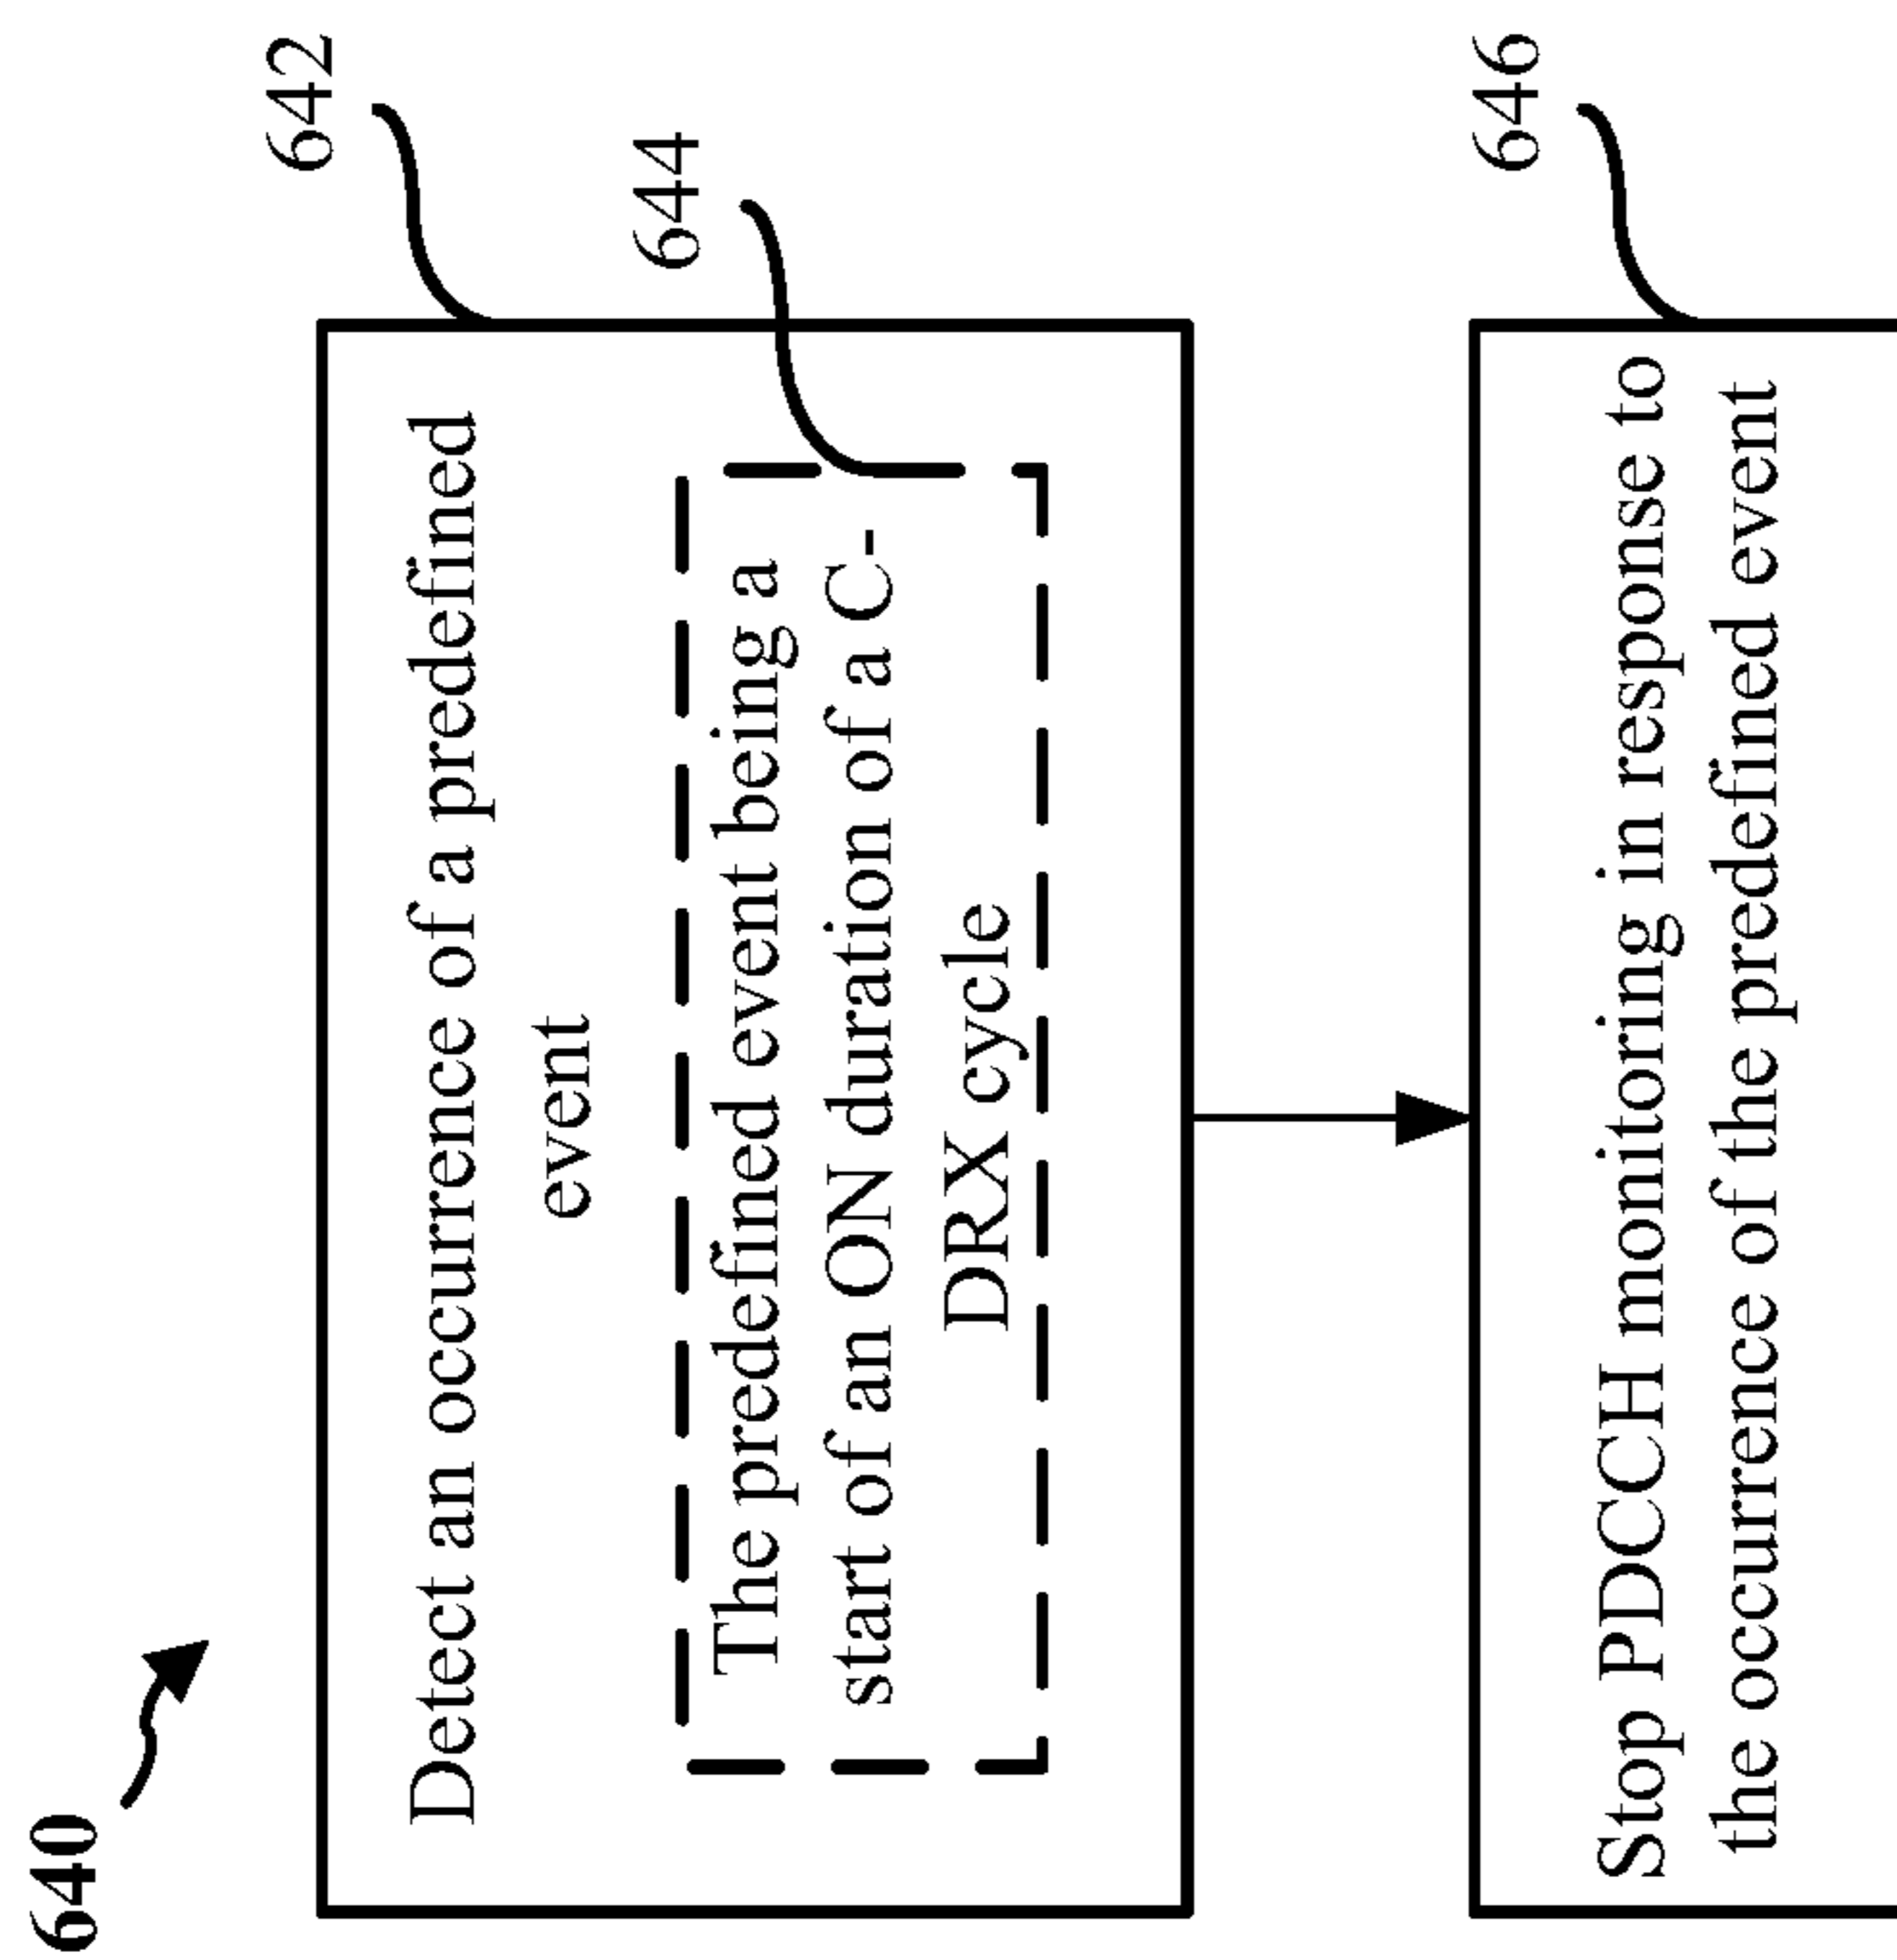 640
642
Detect an occurrence of a predefined
event
644
The predefined event being a
start of an ON duration of a C-
DRX cycle
646
Stop PDCCH monitoring in response to
the occurrence of the predefined event